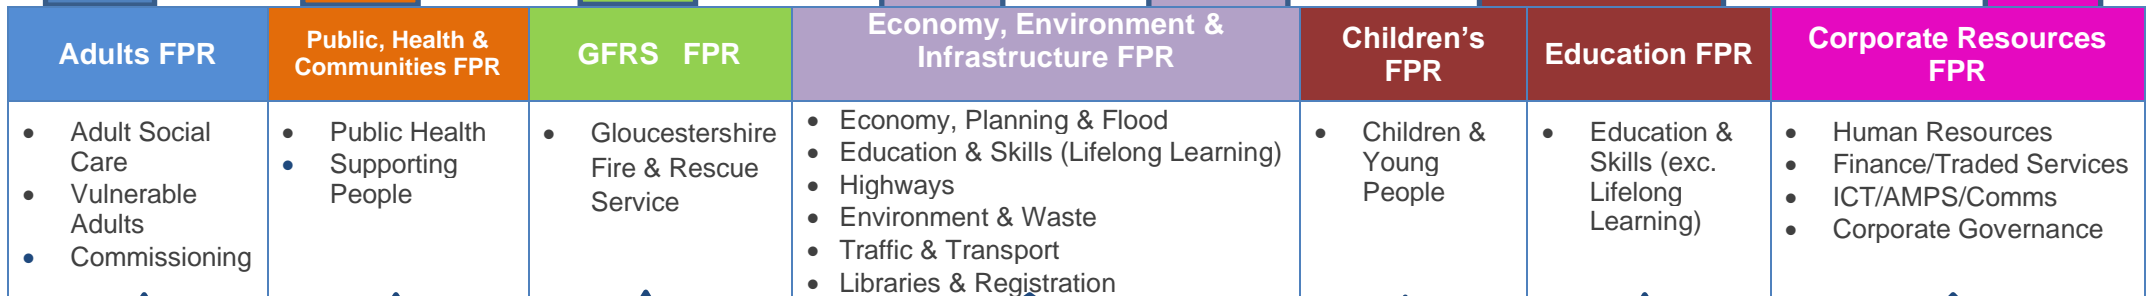 Adults FPR
Public, Health &
Communities FPR
GFRS FPR
Economy, Environment &
Infrastructure FPR
Children’s
FPR
Education FPR
Corporate Resources
FPR
• Adult Social
Care
• Vulnerable
Adults
• Commissioning
• Public Health
• Supporting
People
• Gloucestershire
Fire & Rescue
Service
• Economy, Planning & Flood
• Education & Skills (Lifelong Learning)
• Highways
• Environment & Waste
• Traffic & Transport
• Libraries & Registration
• Children &
Young
People
• Education &
Skills (exc.
Lifelong
Learning)
• Human Resources
• Finance/Traded Services
• ICT/AMPS/Comms
• Corporate Governance